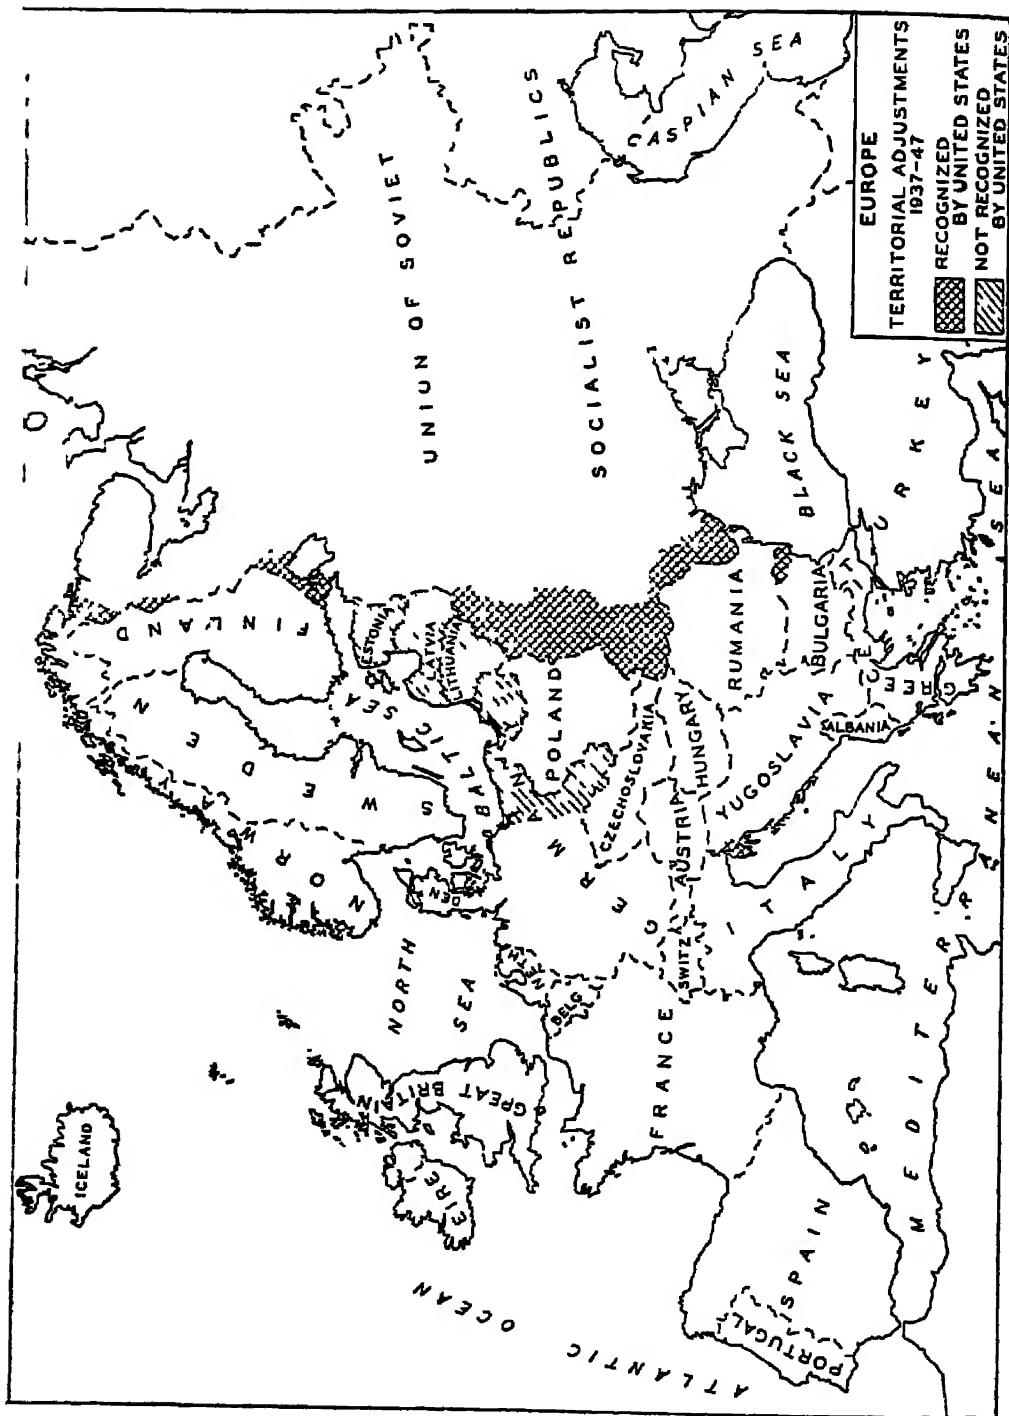 EUROPE
TERRITORIAL ADJUSTMENTS
1937-47
RECOGNIZED
BY UNITED STATES
NOT RECOGNIZED
BY UNITED STATES
ICELAND
ATLANTIC OCEAN
EIRE
GREAT BRITAIN
NORTH
SEA
NORWAY
SWEDEN
FINLAND
BALTIC SEA
DEN
ESTONIA
LATVIA
LITHUANIA
UNION OF SOVIET
SOCIALIST REPUBLICS
CASPIAN SEA
BLACK SEA
NETH
BELG
GERMANY
POLAND
CZECHOSLOVAKIA
AUSTRIA
HUNGARY
RUMANIA
SWITZ
FRANCE
ITALY
YUGOSLAVIA
BULGARIA
ALBANIA
GREECE
TURKEY
SPAIN
PORTUGAL
MEDITERRANEAN SEA